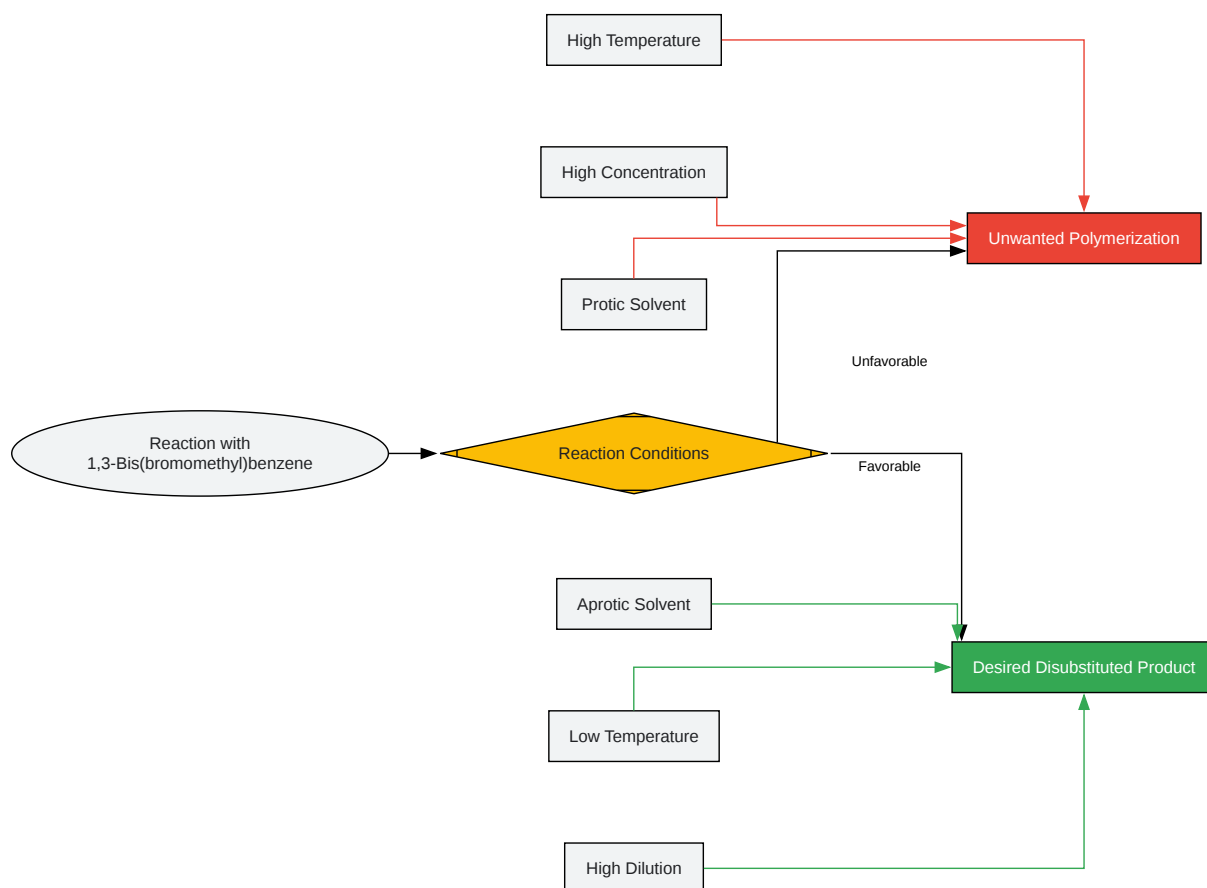 High Temperature
High Concentration
Unwanted Polymerization
Protic Solvent
Unfavorable
Reaction with
1,3-Bis(bromomethyl)benzene
Reaction Conditions
Favorable
Aprotic Solvent
Desired Disubstituted Product
Low Temperature
High Dilution